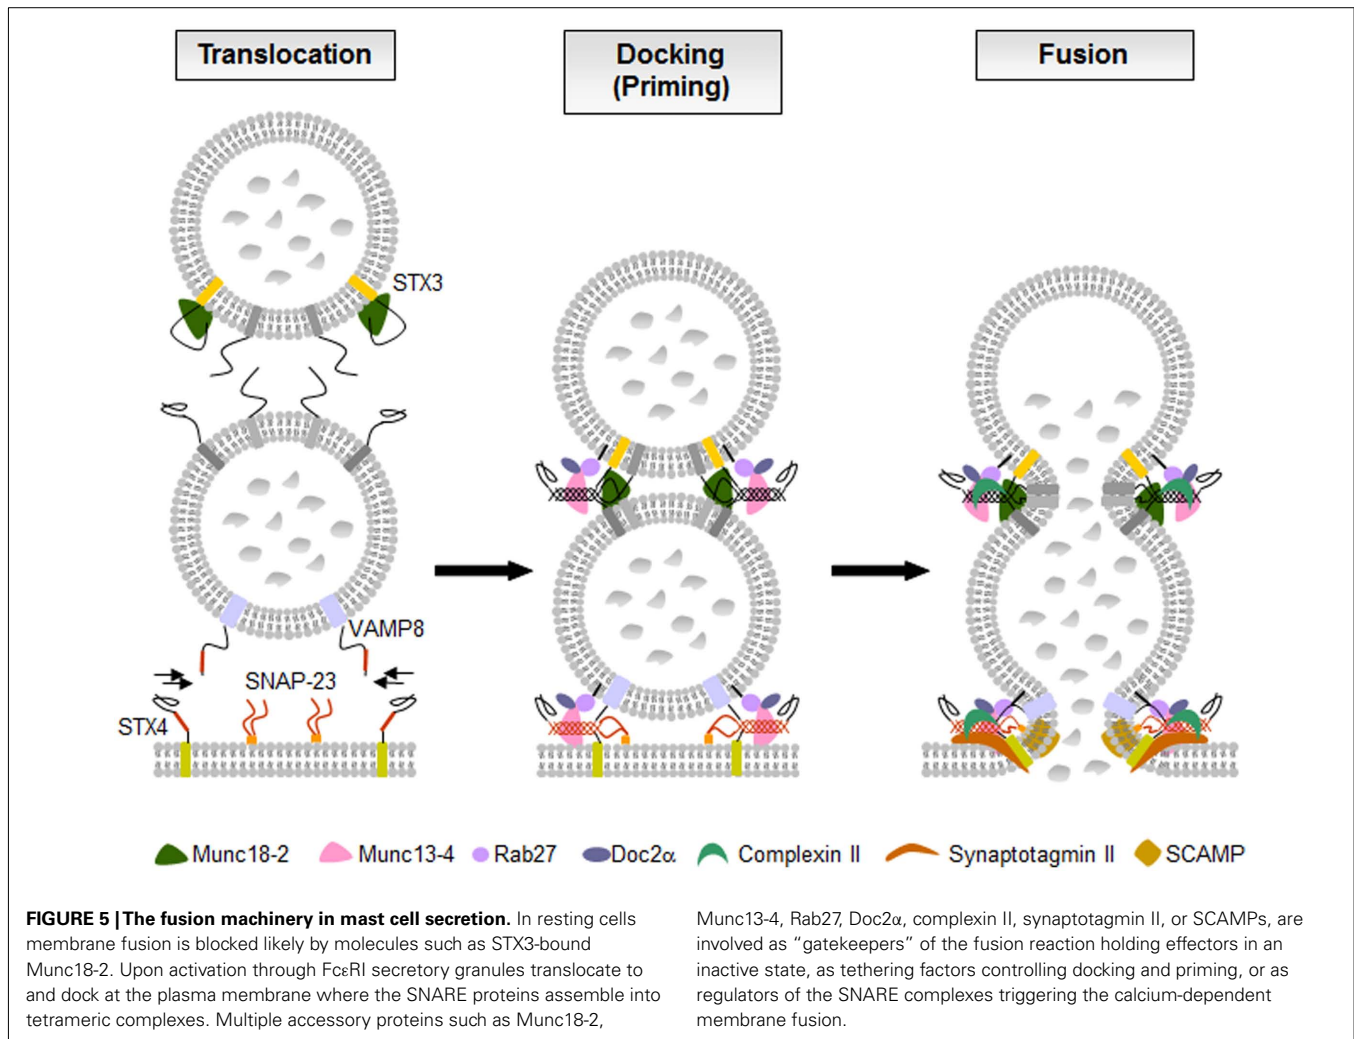 Translocation
Docking
(Priming)
Fusion
STX3
VAMP8
SNAP-23
STX4
Munc18-2 Munc13-4 Rab27 Doc2α Complexin II Synaptotagmin II SCAMP
FIGURE 5 | The fusion machinery in mast cell secretion. In resting cells
membrane fusion is blocked likely by molecules such as STX3-bound
Munc18-2. Upon activation through FcεRI secretory granules translocate to
and dock at the plasma membrane where the SNARE proteins assemble into
tetrameric complexes. Multiple accessory proteins such as Munc18-2,
Munc13-4, Rab27, Doc2α, complexin II, synaptotagmin II, or SCAMPs, are
involved as “gatekeepers” of the fusion reaction holding effectors in an
inactive state, as tethering factors controlling docking and priming, or as
regulators of the SNARE complexes triggering the calcium-dependent
membrane fusion.